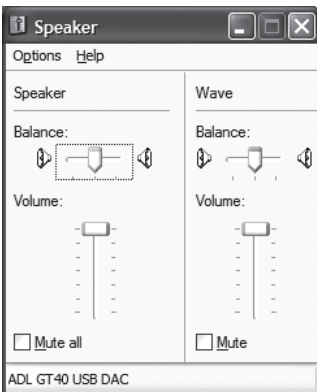 Speaker
Options Help
Speaker
Balance:
Volume:
Mute all
Wave
Balance:
Volume:
Mute
ADL GT40 USB DAC